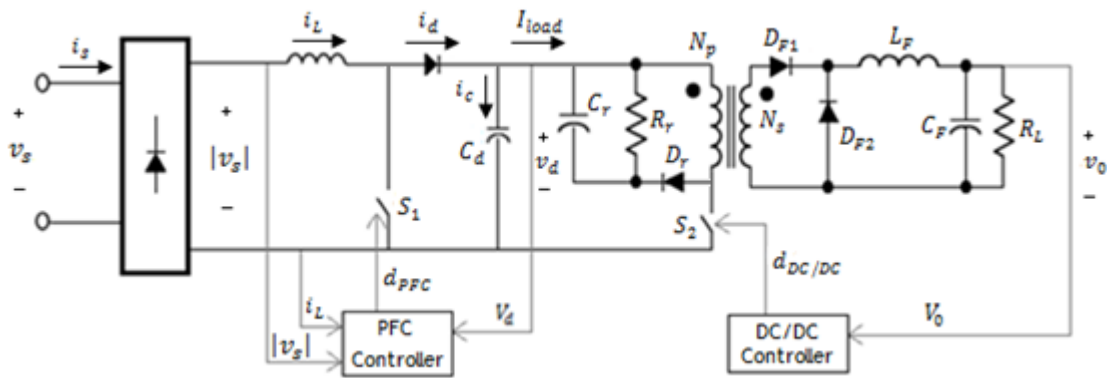 i_s
+
v_s
−
i_L
+
|v_s|
−
i_d
I_load
i_c
C_d
+
v_d
−
C_r
R_r
D_r
N_p
N_s
D_F1
D_F2
L_F
C_F
R_L
+
v_0
−
S_1
S_2
d_PFC
d_DC/DC
i_L
|v_s|
V_d
V_0
PFC
Controller
DC/DC
Controller